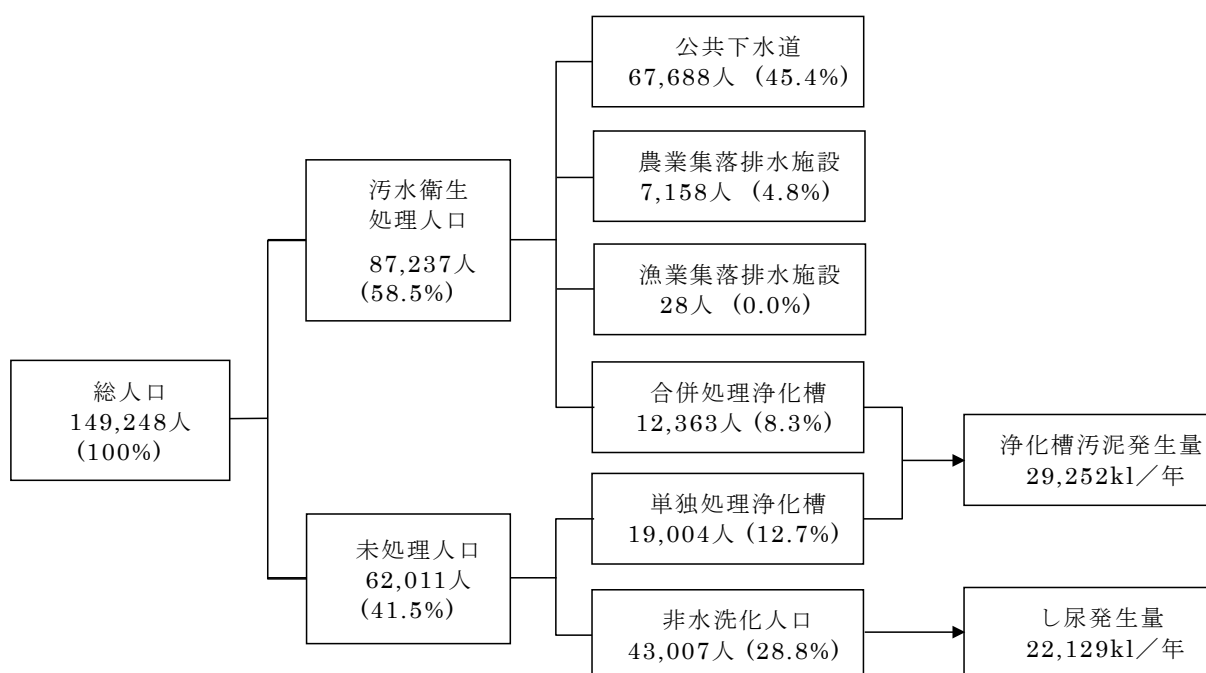 総人口
149,248人
(100%)
汚水衛生
処理人口
87,237人
(58.5%)
未処理人口
62,011人
(41.5%)
公共下水道
67,688人 (45.4%)
農業集落排水施設
7,158人 (4.8%)
漁業集落排水施設
28人 (0.0%)
合併処理浄化槽
12,363人 (8.3%)
単独処理浄化槽
19,004人 (12.7%)
非水洗化人口
43,007人 (28.8%)
浄化槽汚泥発生量
29,252kl／年
し尿発生量
22,129kl／年